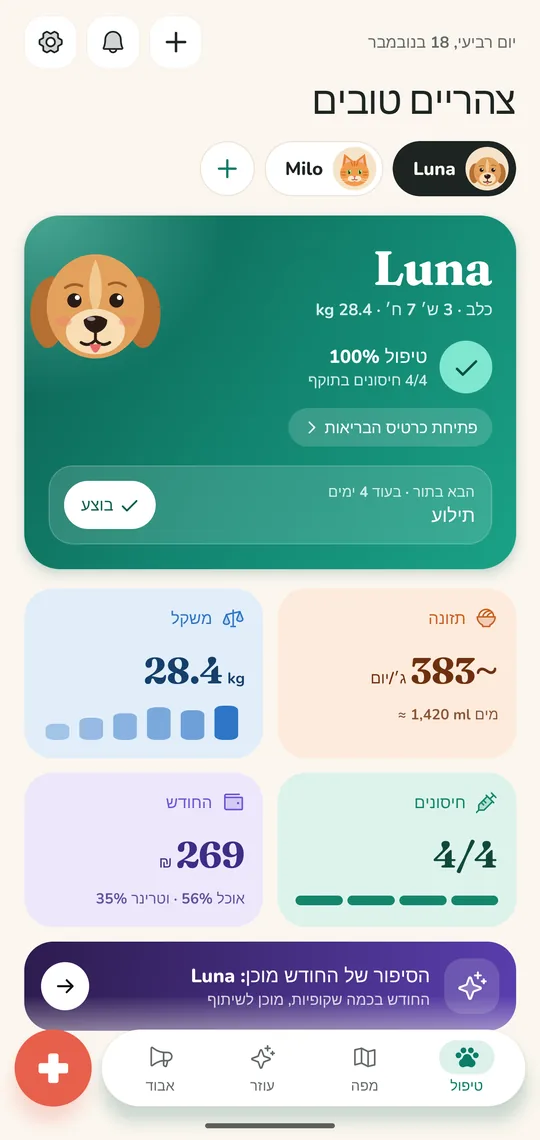 יום רביעי, 18 בנובמבר
צהריים טובים
Luna
Milo
Luna
כלב · 3 ש׳ 7 ח׳ · 28.4 kg
טיפול 100%
4/4 חיסונים בתוקף
פתיחת כרטיס הבריאות
הבא בתור · בעוד 4 ימים
תילוע
בוצע
תזונה
~383 ג׳/יום
מים ≈ 1,420 ml
משקל
28.4 kg
חיסונים
4/4
החודש
269 ₪
אוכל 56% · וטרינר 35%
הסיפור של החודש מוכן: Luna
החודש בכמה שקופיות, מוכן לשיתוף
טיפול
מפה
עוזר
אבוד